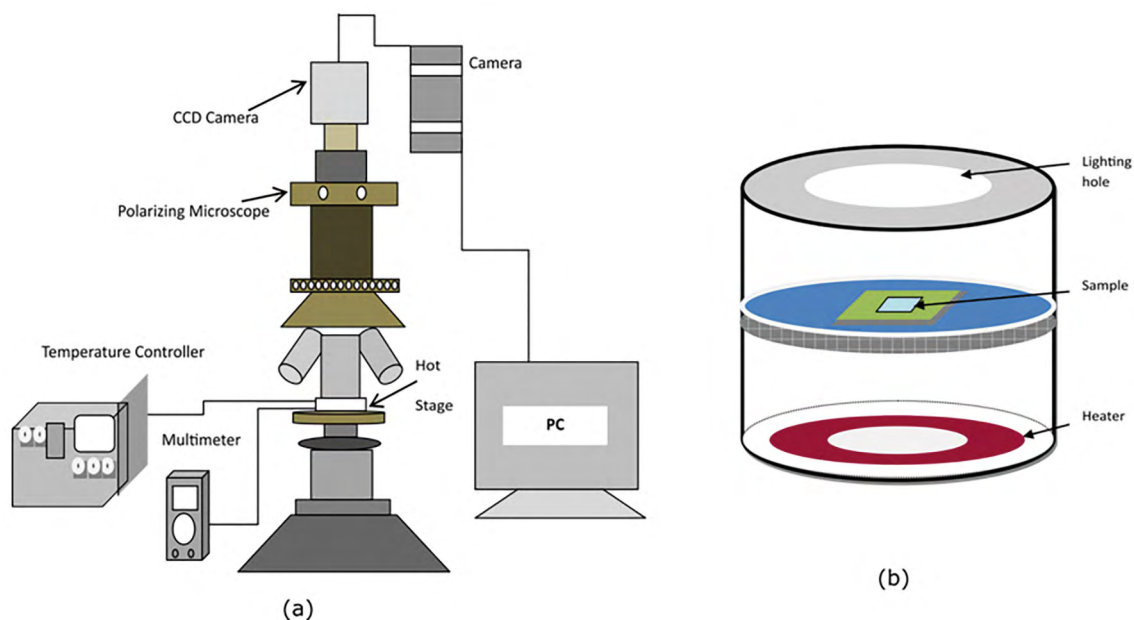 Camera
CCD Camera
Polarizing Microscope
Temperature Controller
Hot
Stage
Multimeter
PC
(a)
Lighting
hole
Sample
Heater
(b)